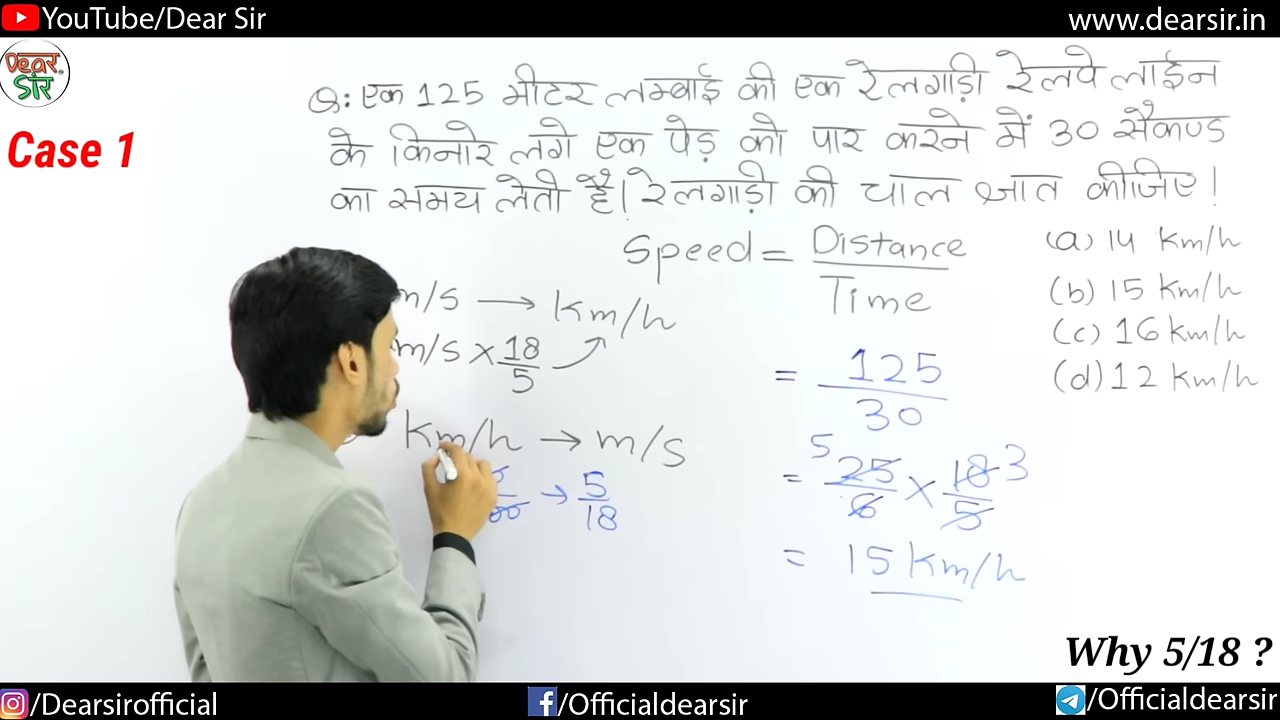 YouTube/Dear Sir
www.dearsir.in
Dear
Sir
Case 1
Q: एक 125 मीटर लम्बाई की एक रेलगाड़ी रेलवे लाईन
के किनारे लगे एक पेड़ को पार करने में 30 सैकण्ड
का समय लेती है। रेलगाड़ी की चाल ज्ञात कीजिए।
Speed = Distance
Time
(a) 14 Km/h
(b) 15 Km/h
(c) 16 Km/h
(d) 12 Km/h
m/s → Km/h
m/s × 18/5
Km/h → m/s
→ 5/18
= 125/30
= 5 25/6 × 18/5 3
= 15 Km/h
Why 5/18 ?
/Dearsirofficial
/Officialdearsir
/Officialdearsir